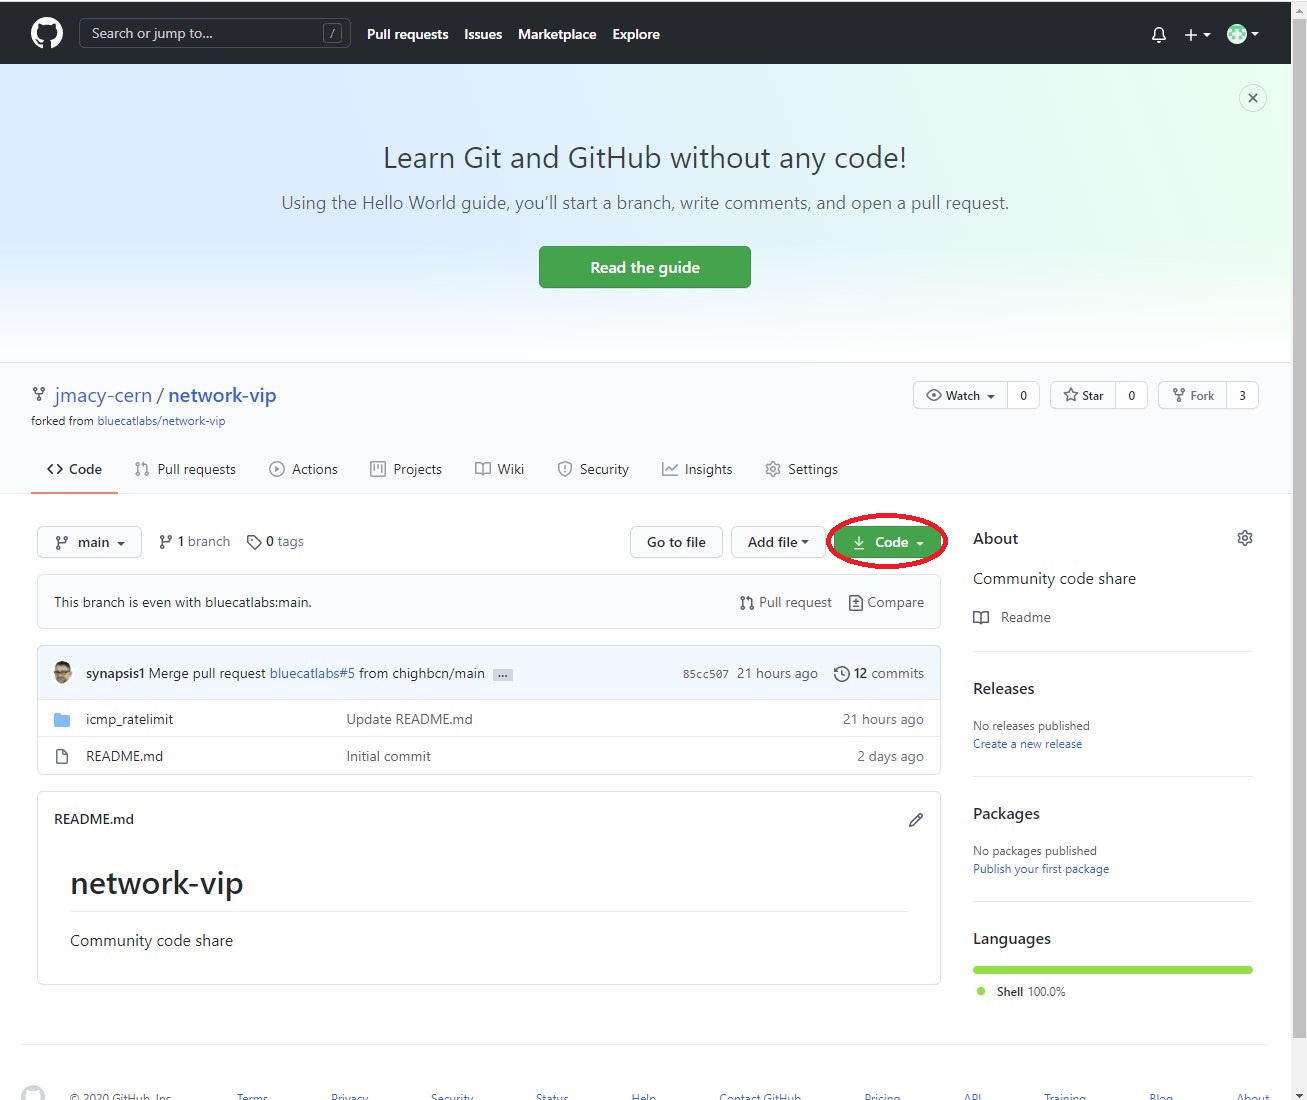 Search or jump to... / Pull requests Issues Marketplace Explore
Learn Git and GitHub without any code!
Using the Hello World guide, you'll start a branch, write comments, and open a pull request.
Read the guide
jmacy-cern / network-vip Watch 0 Star 0 Fork 3
forked from bluecatlabs/network-vip
Code Pull requests Actions Projects Wiki Security Insights Settings
main 1 branch 0 tags Go to file Add file Code
This branch is even with bluecatlabs:main. Pull request Compare
synapsis1 Merge pull request bluecatlabs#5 from chighbcn/main ... 85cc507 21 hours ago 12 commits
icmp_ratelimit Update README.md 21 hours ago
README.md Initial commit 2 days ago
README.md
network-vip
Community code share
About
Community code share
Readme
Releases
No releases published
Create a new release
Packages
No packages published
Publish your first package
Languages
Shell 100.0%
© 2020 GitHub, Inc. Terms Privacy Security Status Help Contact GitHub Pricing API Training Blog About